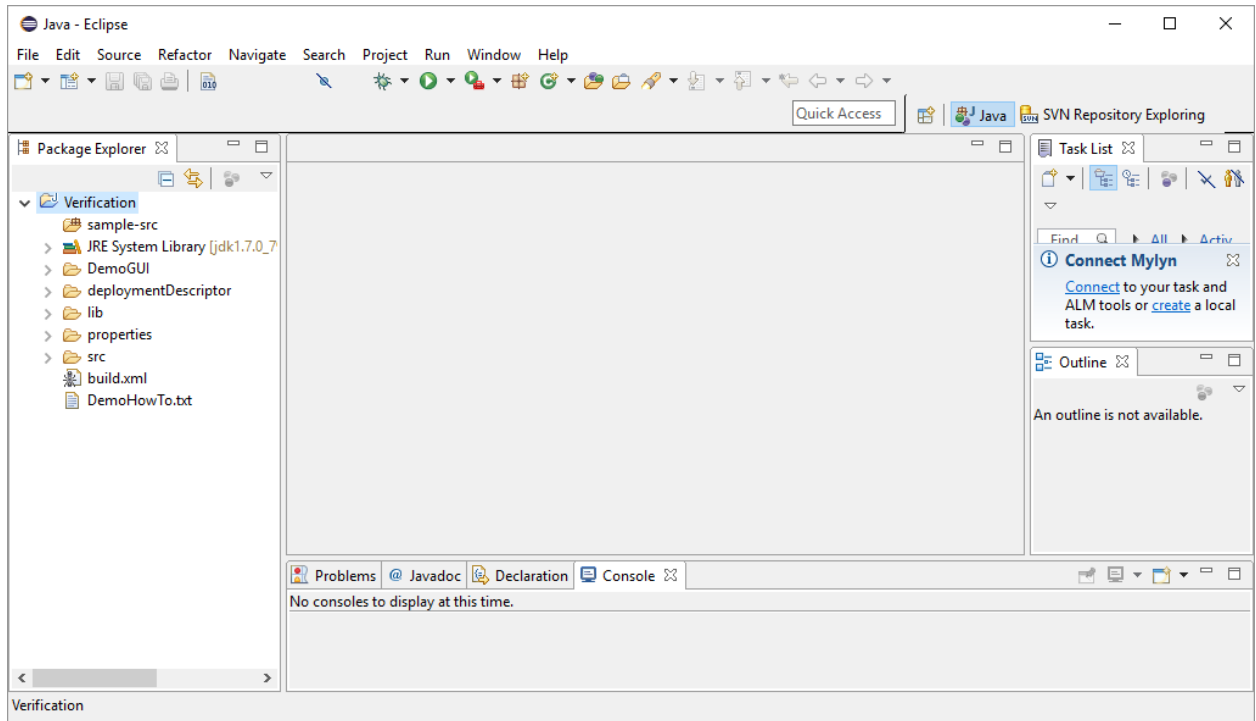 Java - Eclipse
File Edit Source Refactor Navigate Search Project Run Window Help
010
Quick Access
Java
SVN Repository Exploring
Package Explorer
Task List
Verification
sample-src
JRE System Library [jdk1.7.0_7
DemoGUI
deploymentDescriptor
lib
properties
src
build.xml
DemoHowTo.txt
Find All Activ
Connect Mylyn
Connect to your task and
ALM tools or create a local
task.
Outline
An outline is not available.
Problems @ Javadoc Declaration Console
No consoles to display at this time.
Verification